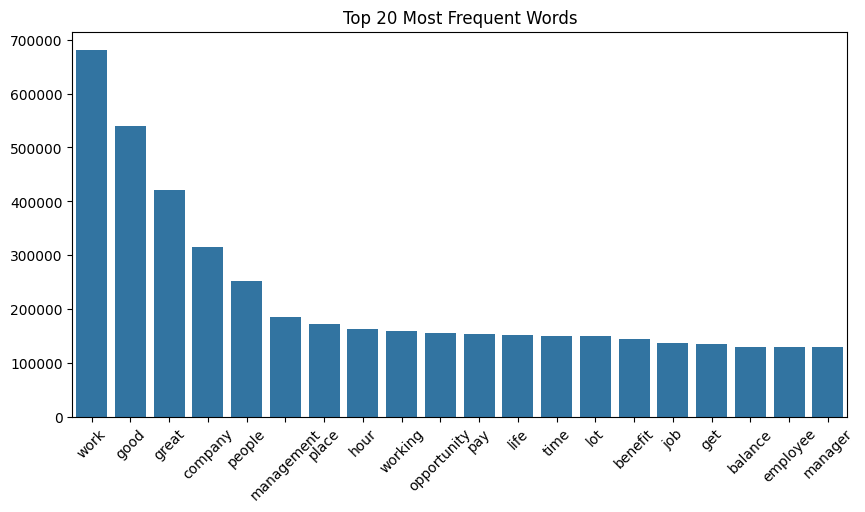 Top 20 Most Frequent Words
700000
600000
500000
400000
300000
200000
100000
0
work
good
great
company
people
management
place
hour
working
opportunity
pay
life
time
lot
benefit
job
get
balance
employee
manager